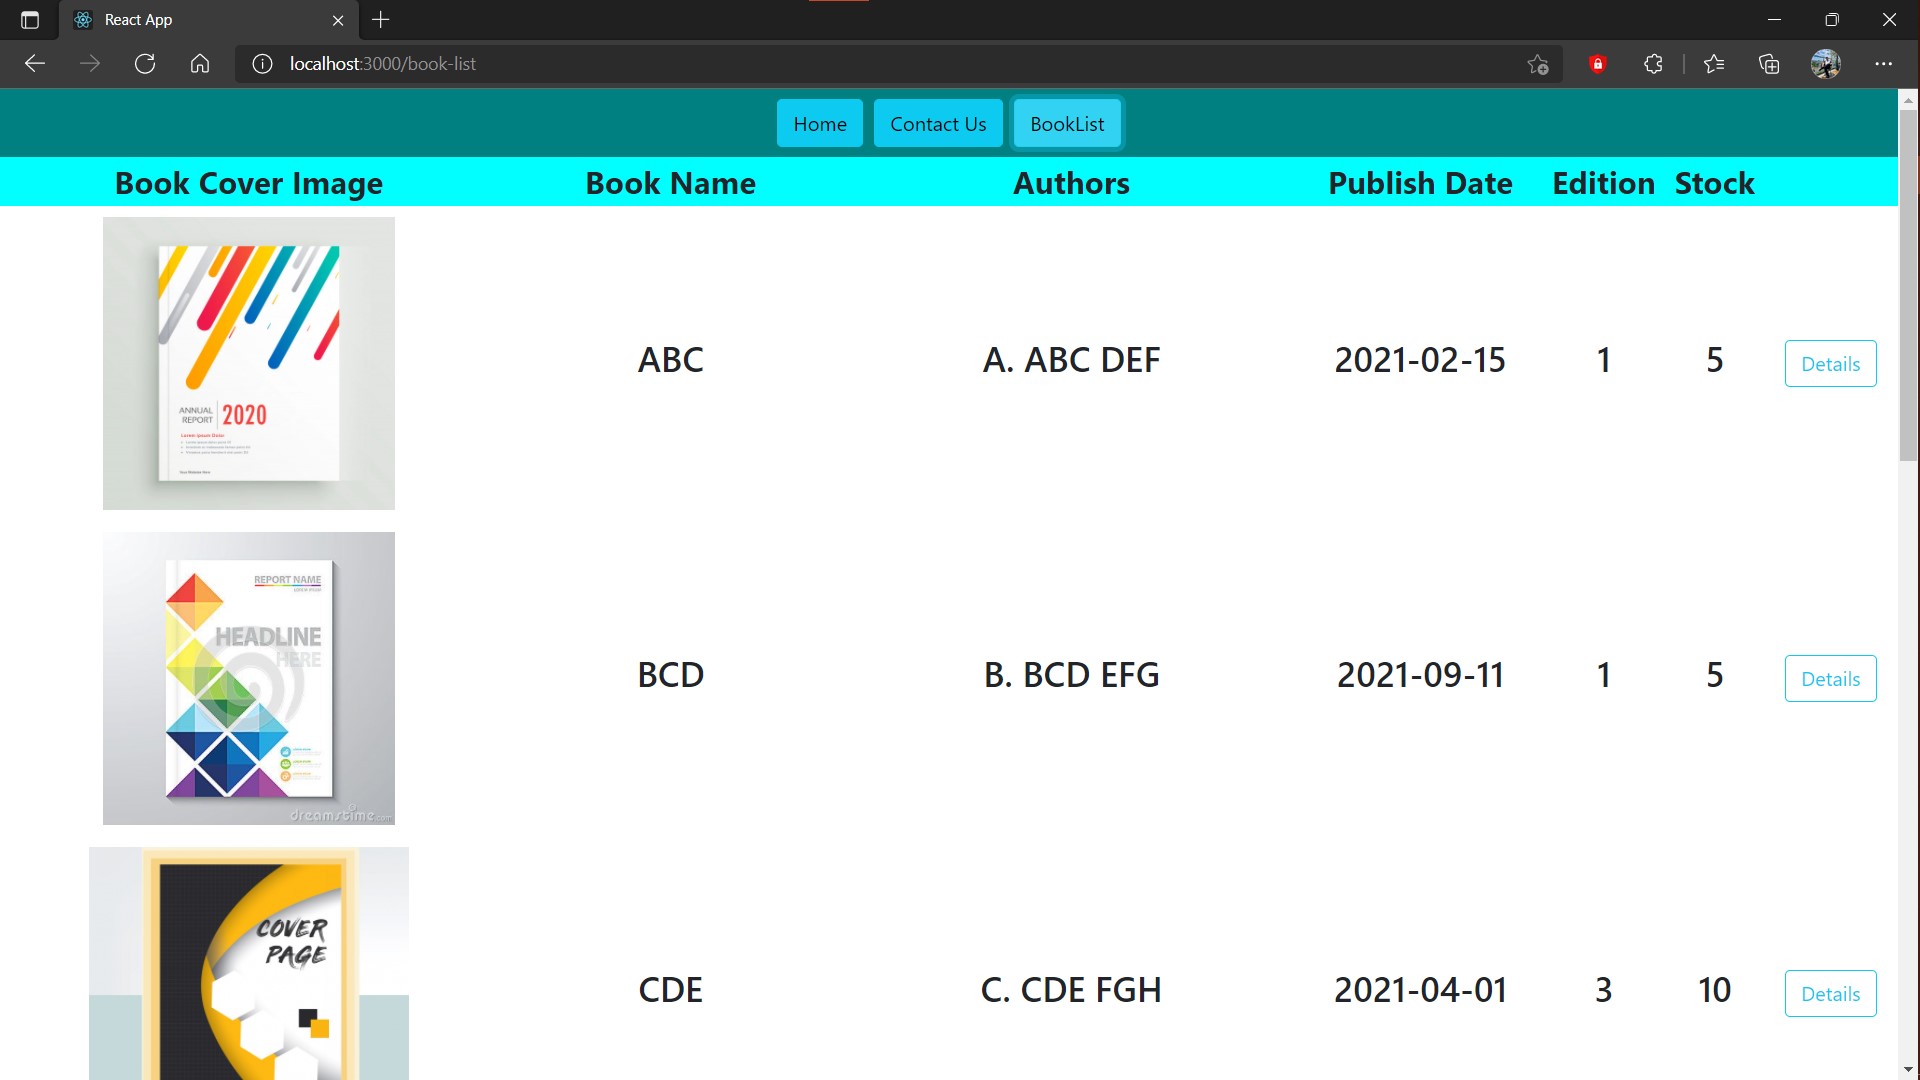 React App
localhost:3000/book-list
Home Contact Us BookList
Book Cover Image Book Name Authors Publish Date Edition Stock
ANNUAL
REPORT 2020
Lorem Ipsum Dolor
ABC A. ABC DEF 2021-02-15 1 5 Details
REPORT NAME
HEADLINE
HERE
dreamstime.com
BCD B. BCD EFG 2021-09-11 1 5 Details
COVER
PAGE
CDE C. CDE FGH 2021-04-01 3 10 Details